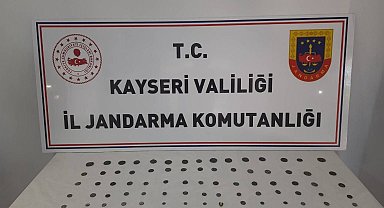 T.C.
KAYSERİ VALİLİĞİ
İL JANDARMA KOMUTANLIĞI